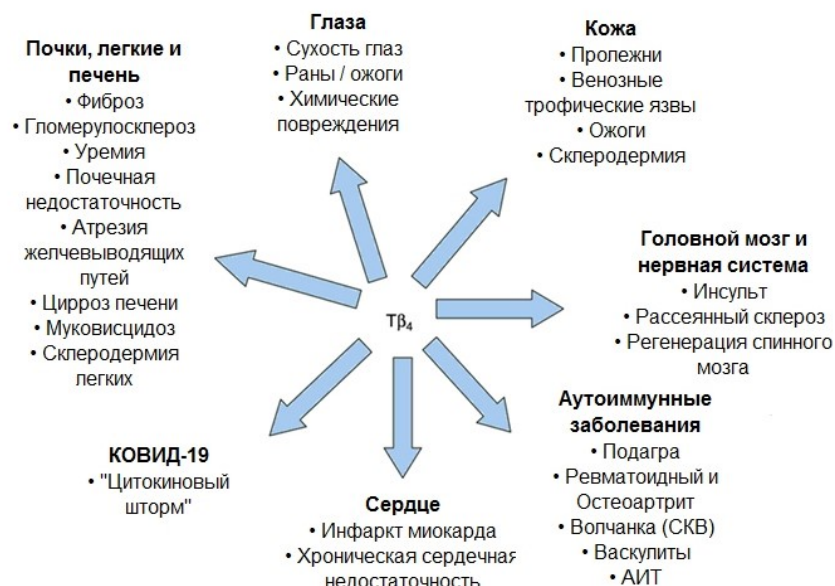 Глаза
• Сухость глаз
• Раны / ожоги
• Химические
повреждения
Кожа
• Пролежни
• Венозные
трофические язвы
• Ожоги
• Склеродермия
Почки, легкие и
печень
• Фиброз
• Гломерулосклероз
• Уремия
• Почечная
недостаточность
• Атрезия
желчевыводящих
путей
• Цирроз печени
• Муковисцидоз
• Склеродермия
легких
Головной мозг и
нервная система
• Инсульт
• Рассеянный склероз
• Регенерация спинного
мозга
Tβ₄
Аутоиммунные
заболевания
• Подагра
• Ревматоидный и
Остеоартрит
• Волчанка (СКВ)
• Васкулиты
• АИТ
КОВИД-19
• "Цитокиновый
шторм"
Сердце
• Инфаркт миокарда
• Хроническая сердечная
недостаточность